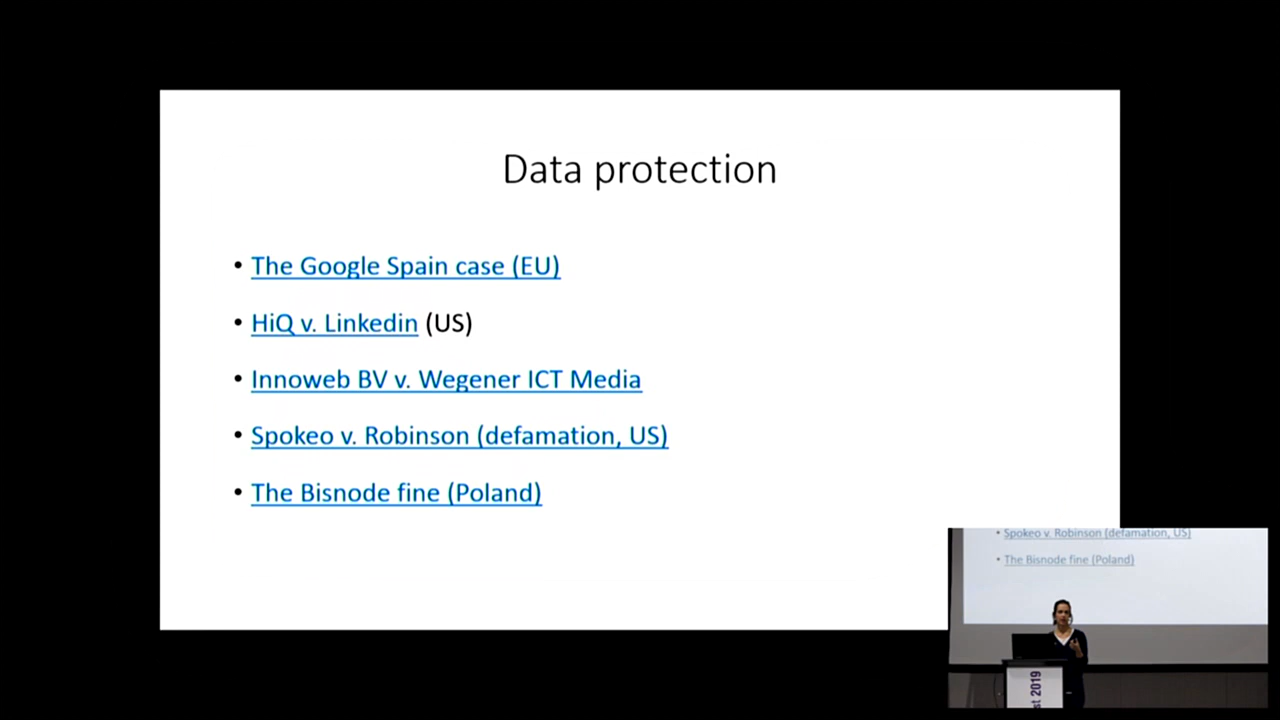 Data protection
• The Google Spain case (EU)
• HiQ v. Linkedin (US)
• Innoweb BV v. Wegener ICT Media
• Spokeo v. Robinson (defamation, US)
• The Bisnode fine (Poland)
• Spokeo v. Robinson (defamation, US)
• The Bisnode fine (Poland)
st 2019